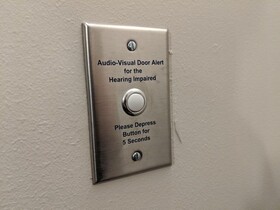 Audio-Visual Door Alert
for the
Hearing Impaired
Please Depress
Button for
5 Seconds